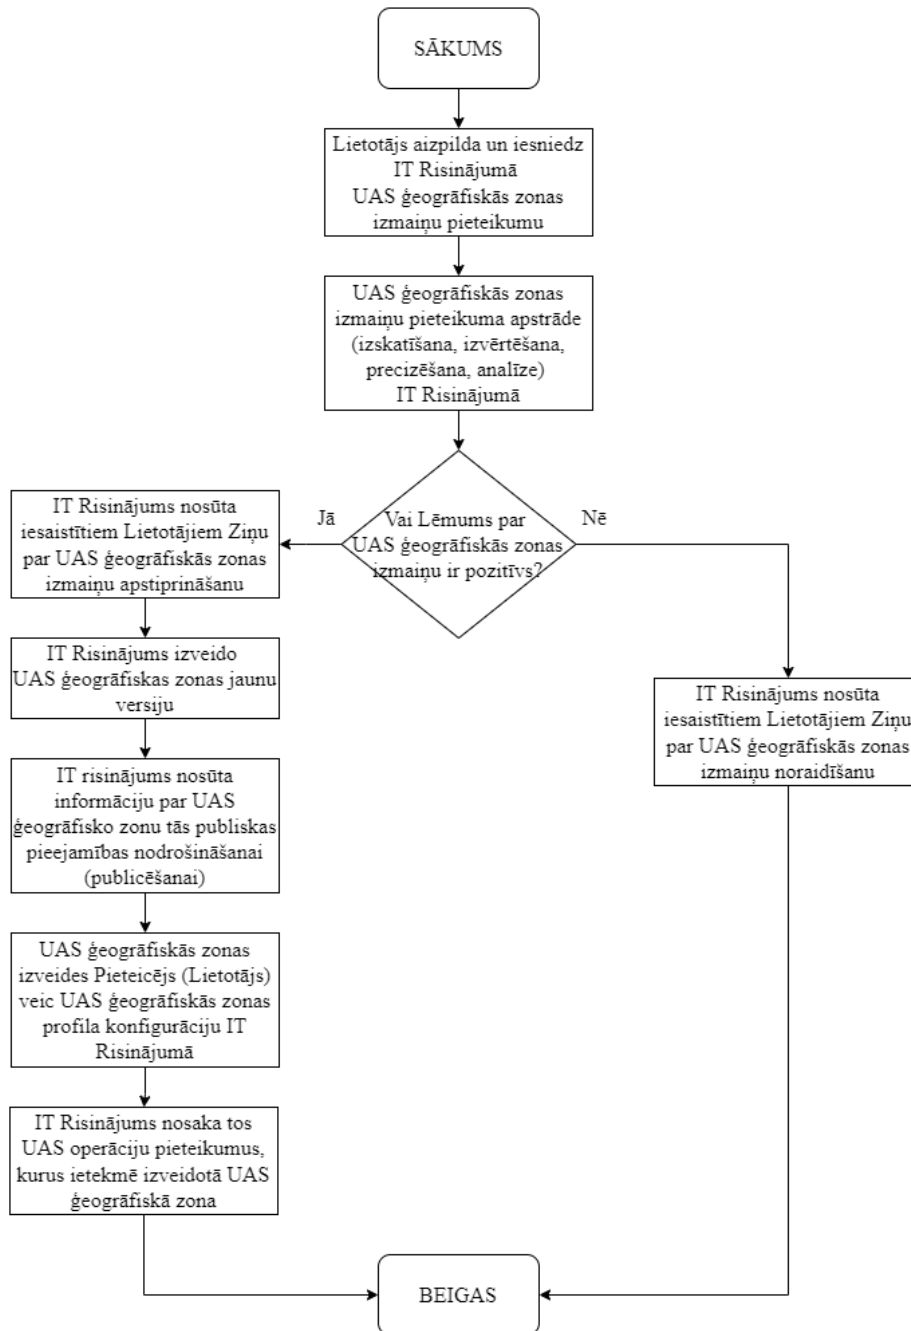 SĀKUMS
Lietotājs aizpilda un iesniedz
IT Risinājumā
UAS ģeogrāfiskās zonas
izmaiņu pieteikumu
UAS ģeogrāfiskās zonas
izmaiņu pieteikuma apstrāde
(izskatīšana, izvērtēšana,
precizēšana, analīze)
IT Risinājumā
Vai Lēmums par
UAS ģeogrāfiskās zonas
izmaiņu ir pozitīvs?
Jā
Nē
IT Risinājums nosūta
iesaistītiem Lietotājiem Ziņu
par UAS ģeogrāfiskās zonas
izmaiņu apstiprināšanu
IT Risinājums izveido
UAS ģeogrāfiskas zonas jaunu
versiju
IT risinājums nosūta
informāciju par UAS
ģeogrāfisko zonu tās publiskas
pieejamības nodrošināšanai
(publicēšanai)
UAS ģeogrāfiskās zonas
izveides Pieteicējs (Lietotājs)
veic UAS ģeogrāfiskās zonas
profila konfigurāciju IT
Risinājumā
IT Risinājums nosaka tos
UAS operāciju pieteikumus,
kurus ietekmē izveidotā UAS
ģeogrāfiskā zona
IT Risinājums nosūta
iesaistītiem Lietotājiem Ziņu
par UAS ģeogrāfiskās zonas
izmaiņu noraidīšanu
BEIGAS